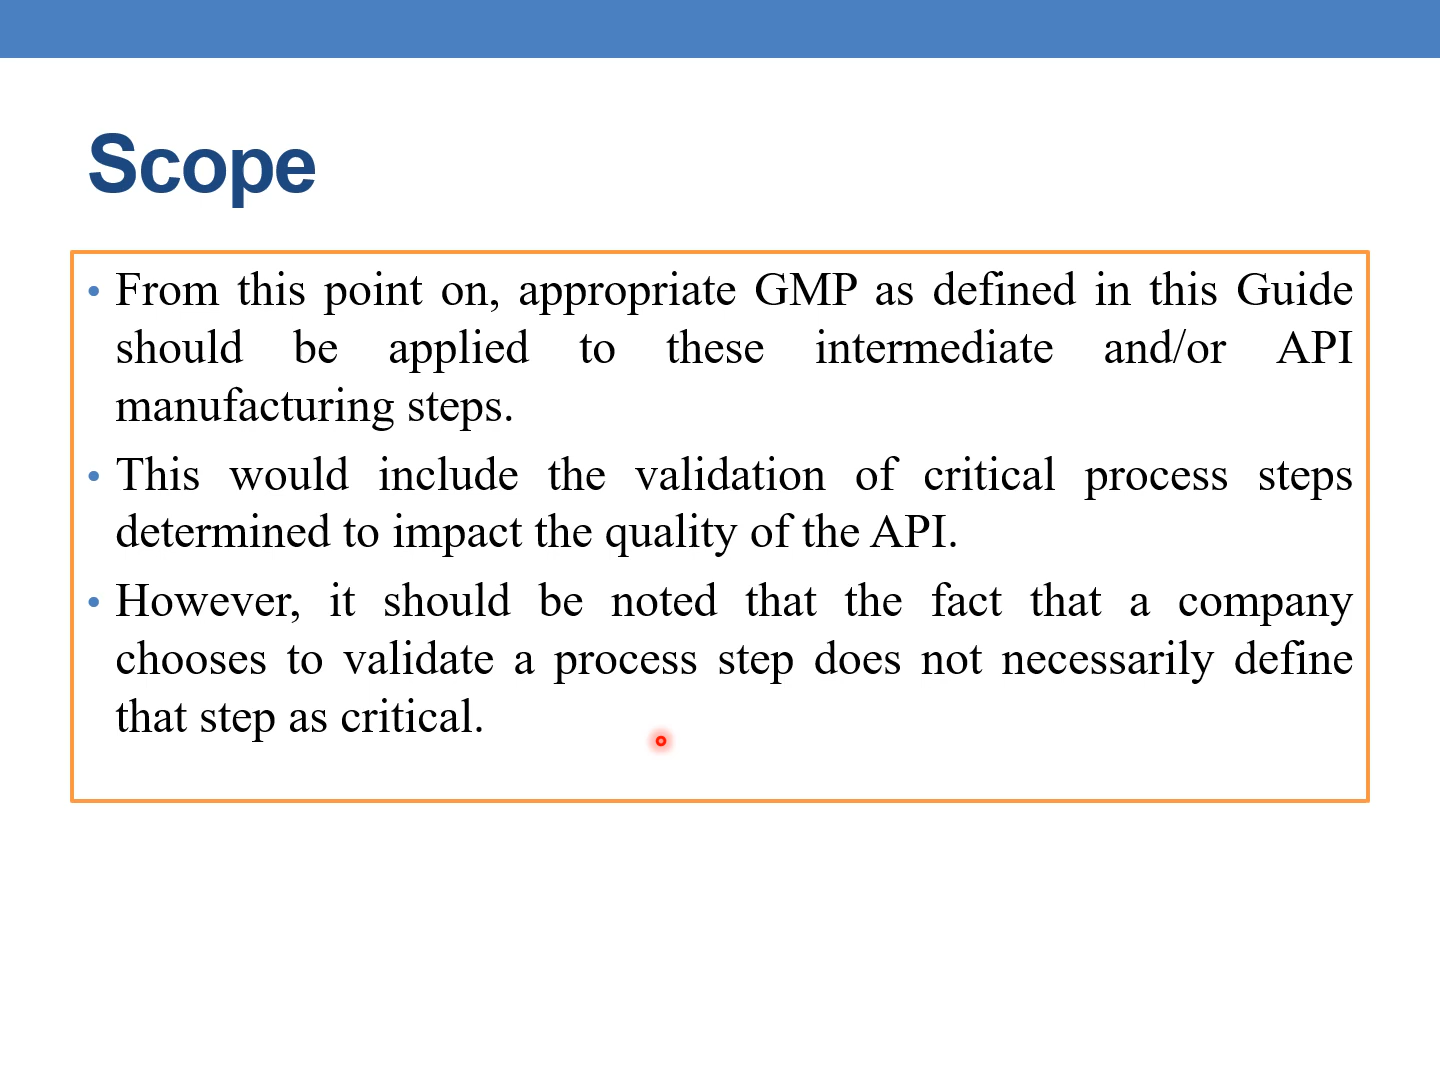 Scope
• From this point on, appropriate GMP as defined in this Guide
should be applied to these intermediate and/or API
manufacturing steps.
• This would include the validation of critical process steps
determined to impact the quality of the API.
• However, it should be noted that the fact that a company
chooses to validate a process step does not necessarily define
that step as critical.